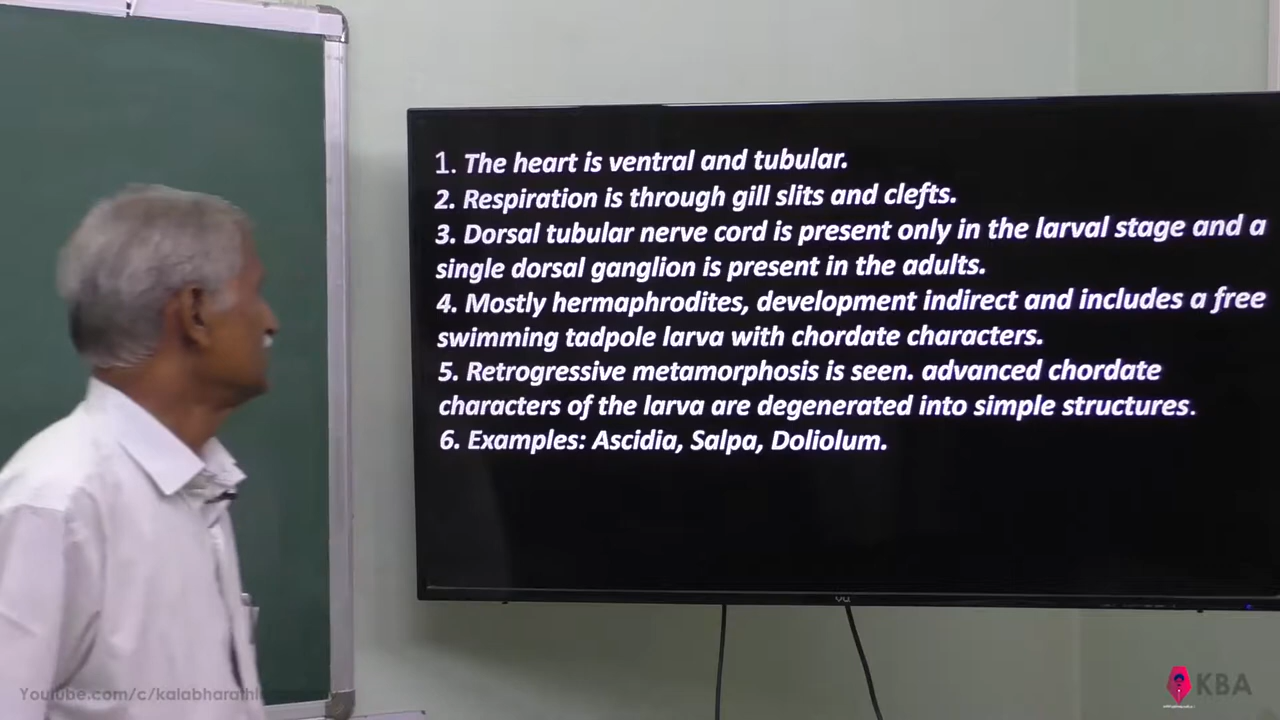 1. The heart is ventral and tubular.
2. Respiration is through gill slits and clefts.
3. Dorsal tubular nerve cord is present only in the larval stage and a
single dorsal ganglion is present in the adults.
4. Mostly hermaphrodites, development indirect and includes a free
swimming tadpole larva with chordate characters.
5. Retrogressive metamorphosis is seen. advanced chordate
characters of the larva are degenerated into simple structures.
6. Examples: Ascidia, Salpa, Doliolum.
VU
KBA